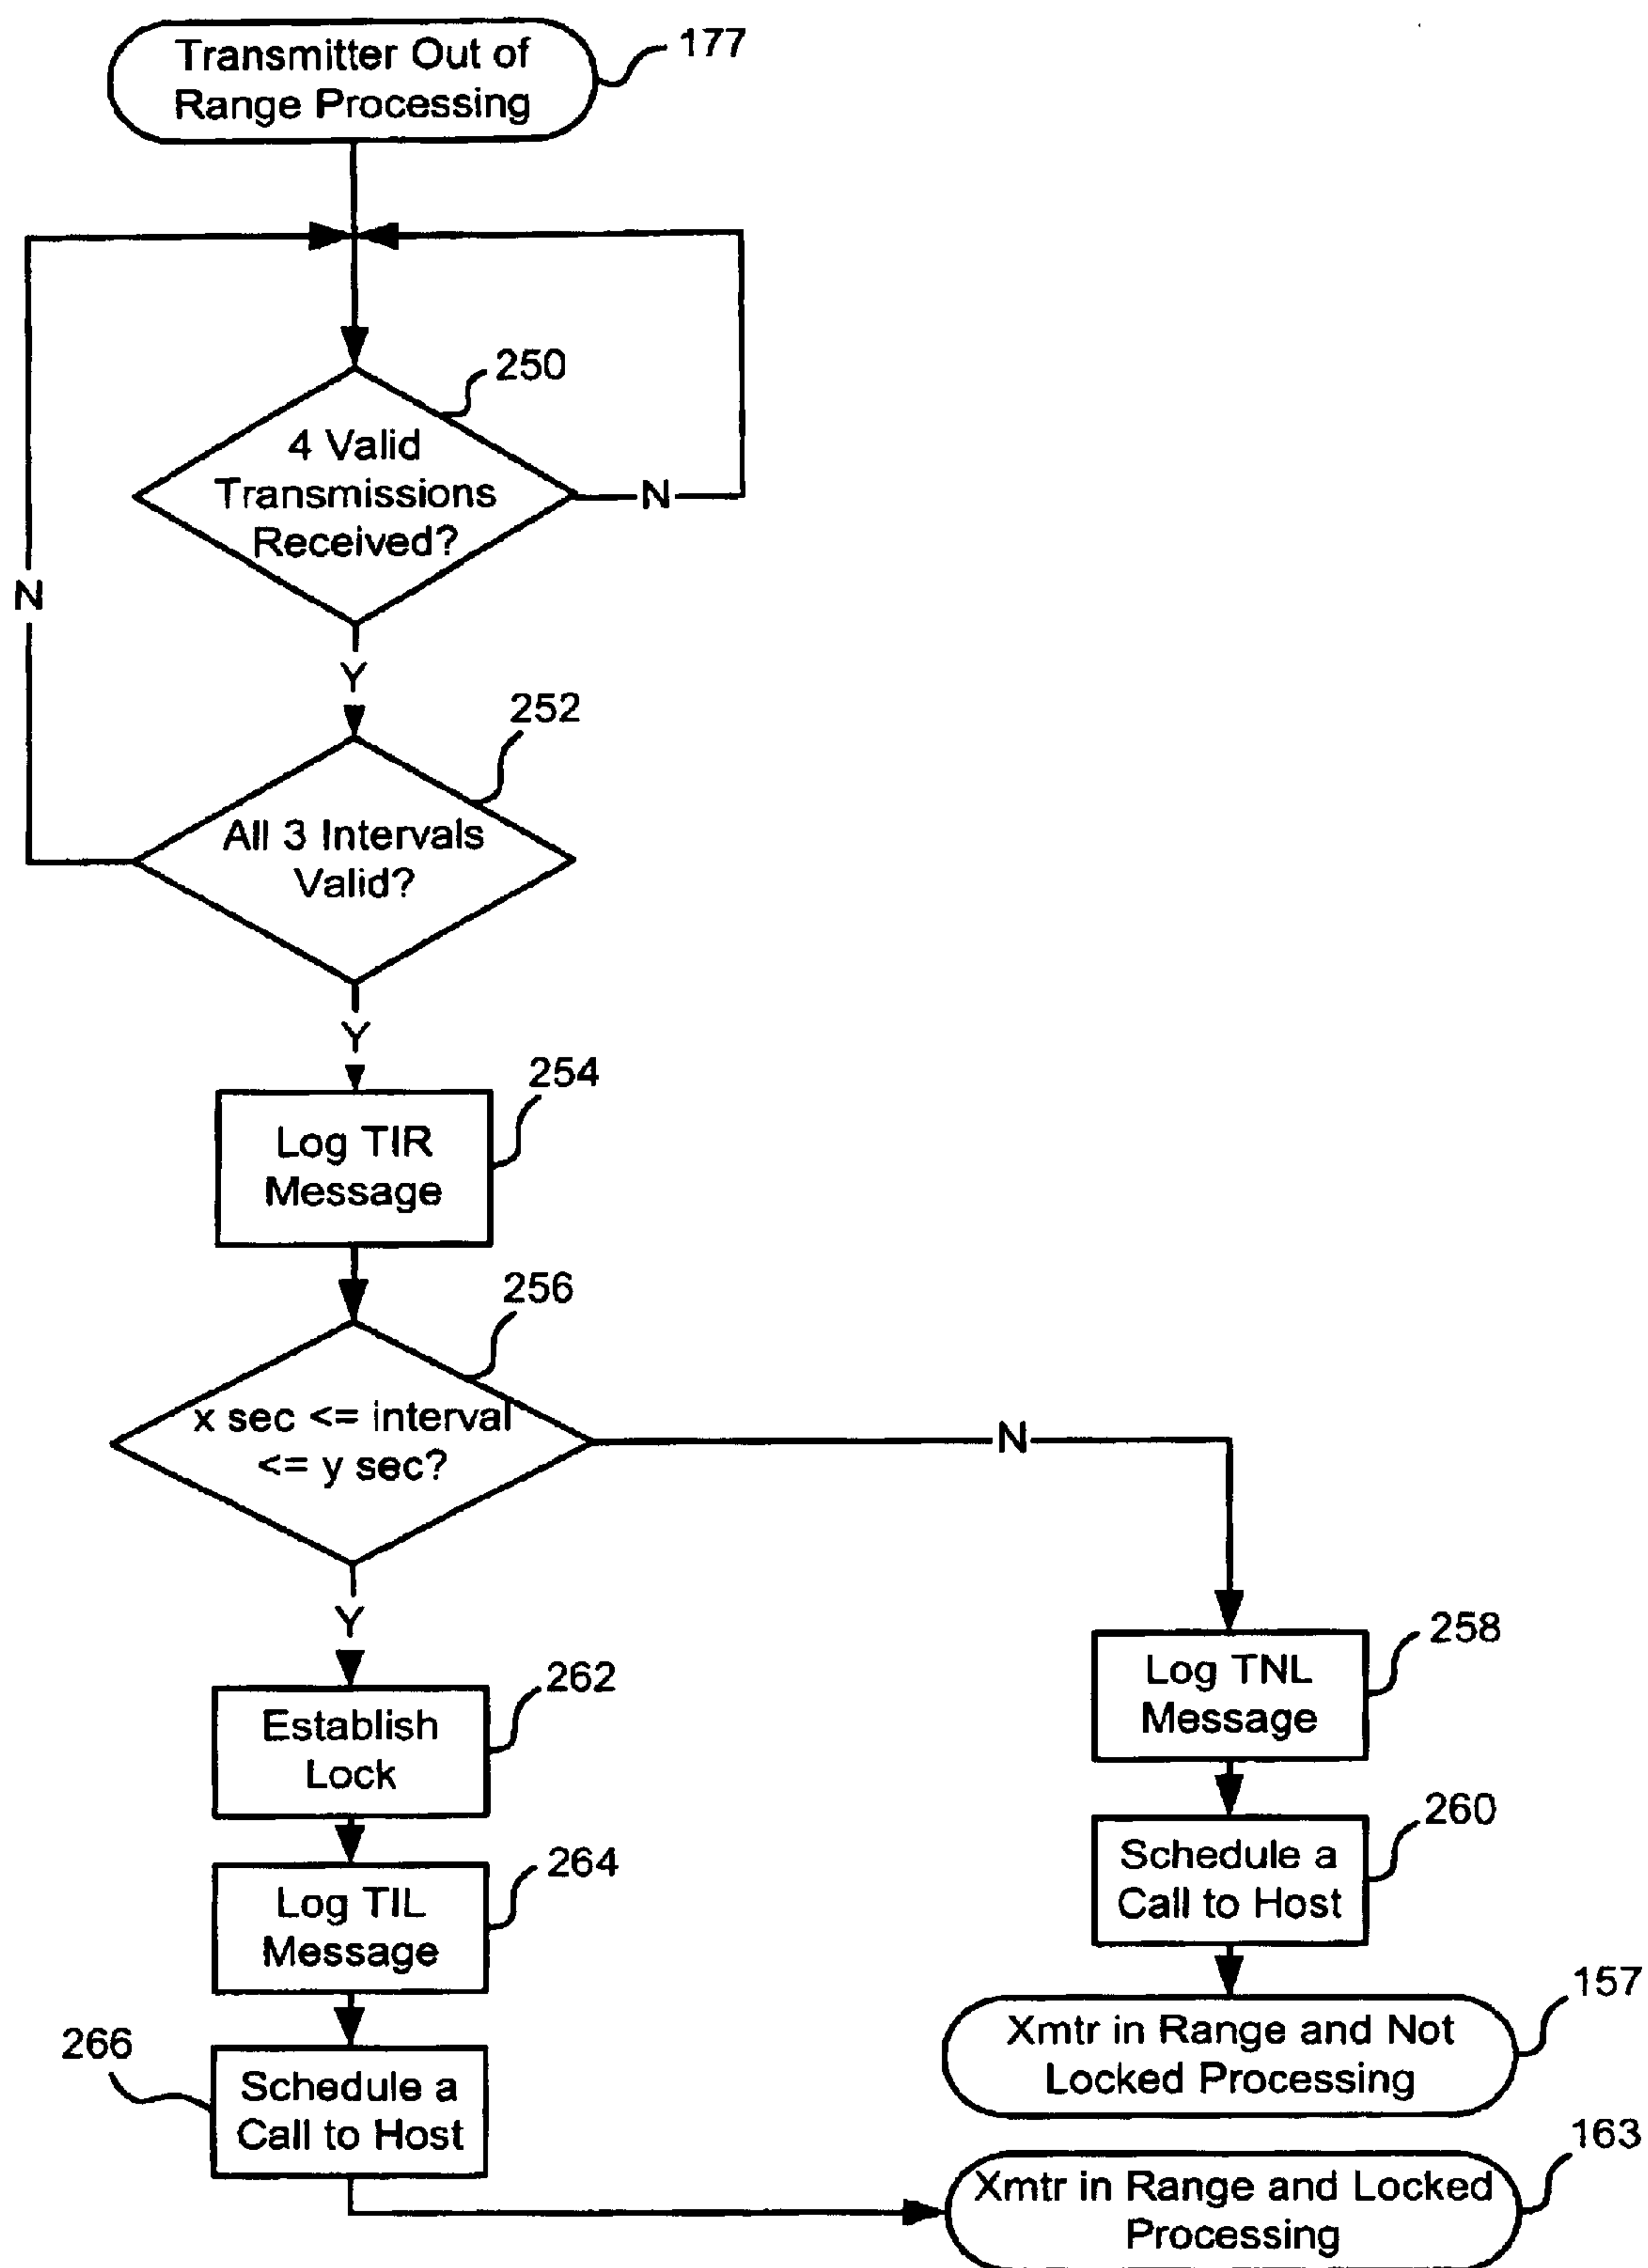 Transmitter Out of
Range Processing
177
250
4 Valid
Transmissions
Received?
N
N
Y
252
All 3 Intervals
Valid?
Y
254
Log TIR
Message
256
x sec <= interval
<= y sec?
N
Y
258
Log TNL
Message
262
Establish
Lock
260
Schedule a
Call to Host
264
Log TIL
Message
157
Xmtr in Range and Not
Locked Processing
266
Schedule a
Call to Host
163
Xmtr in Range and Locked
Processing